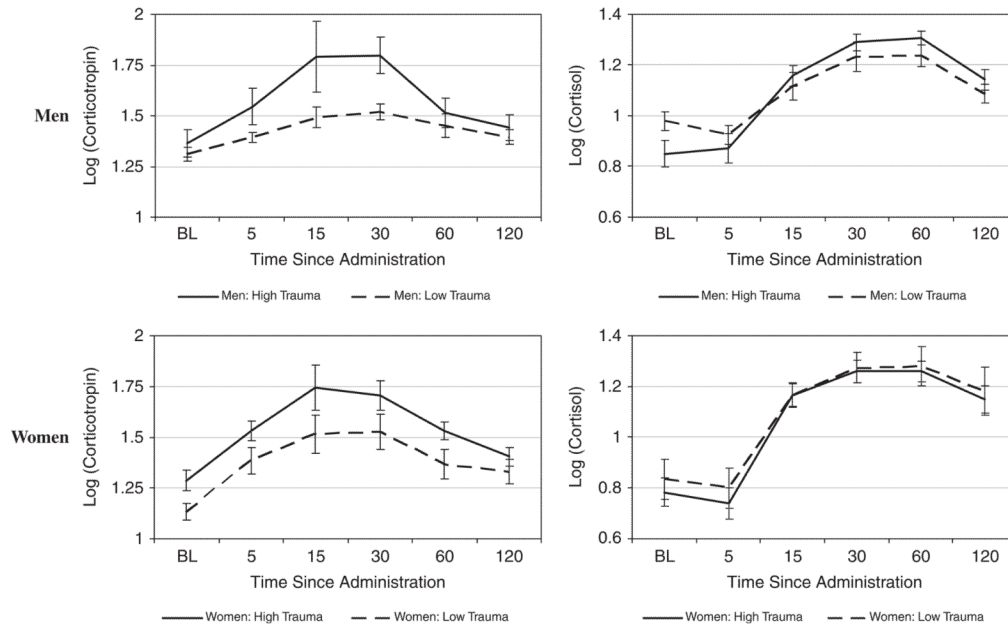 Men
Log (Corticotropin)
2
1.75
1.5
1.25
1
BL 5 15 30 60 120
Time Since Administration
Men: High Trauma Men: Low Trauma
Log (Cortisol)
1.4
1.2
1
0.8
0.6
BL 5 15 30 60 120
Time Since Administration
Men: High Trauma Men: Low Trauma
Women
Log (Corticotropin)
2
1.75
1.5
1.25
1
BL 5 15 30 60 120
Time Since Administration
Women: High Trauma Women: Low Trauma
Log (Cortisol)
1.4
1.2
1
0.8
0.6
BL 5 15 30 60 120
Time Since Administration
Women: High Trauma Women: Low Trauma